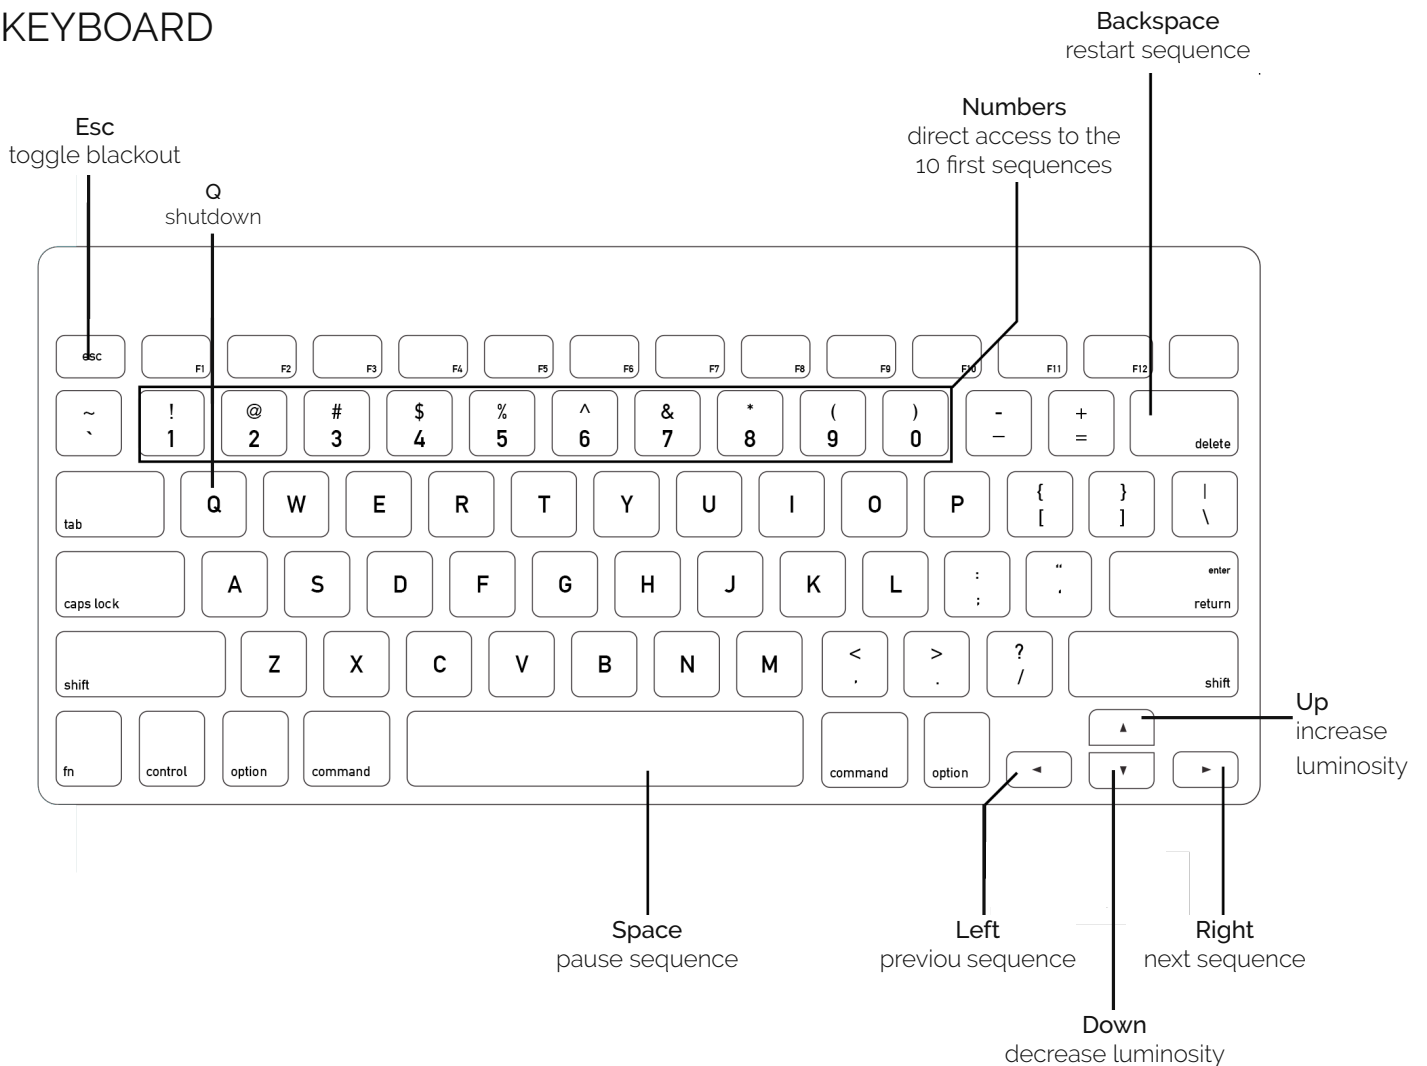 KEYBOARD
Backspace
restart sequence
Numbers
direct access to the
10 first sequences
Esc
toggle blackout
Q
shutdown
esc F1 F2 F3 F4 F5 F6 F7 F8 F9 F10 F11 F12
~ ! @ # $ % ^ & * ( ) - +
` 1 2 3 4 5 6 7 8 9 0 – =
delete
tab Q W E R T Y U I O P { } |
[ ] \
caps lock A S D F G H J K L : “ enter
; . return
shift Z X C V B N M < > ? shift
, . /
fn control option command command option ◄ ▲ ▼ ►
Up
increase
luminosity
Space
pause sequence
Left
previou sequence
Right
next sequence
Down
decrease luminosity